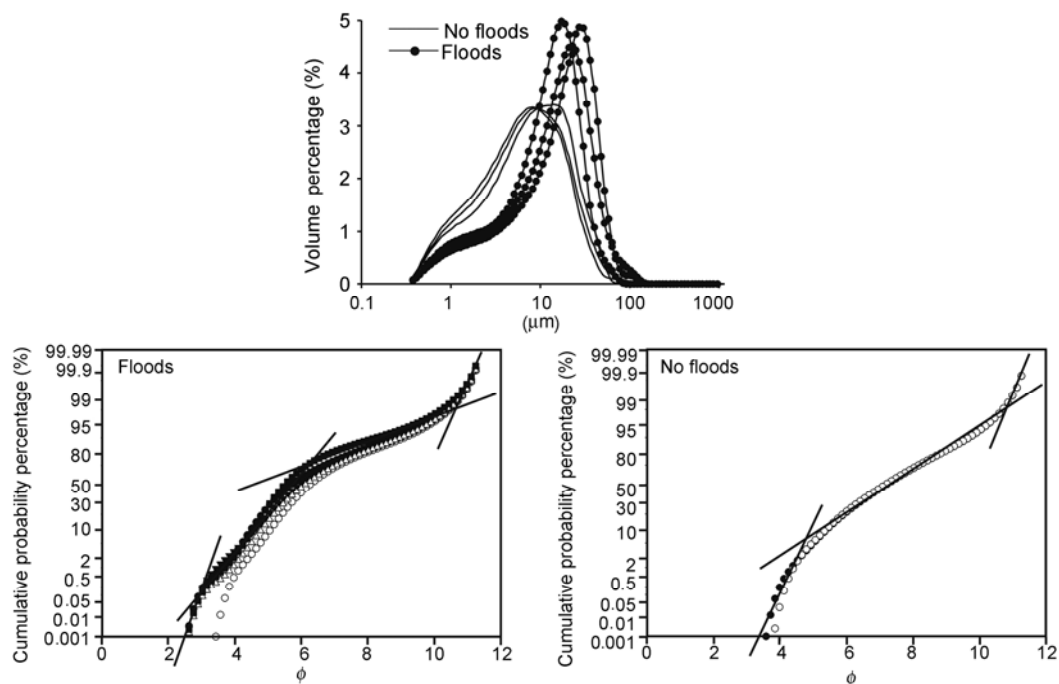 Volume percentage (%)
5
4
3
2
1
0
No floods
Floods
0.1 1 10 100 1000
(μm)
Cumulative probability percentage (%)
99.99
99.9
99
95
80
50
30
10
2
0.5
0.05
0.01
0.001
Floods
0 2 4 6 8 10 12
ϕ
Cumulative probability percentage (%)
99.99
99.9
99
95
80
50
30
10
2
0.5
0.05
0.01
0.001
No floods
0 2 4 6 8 10 12
ϕ